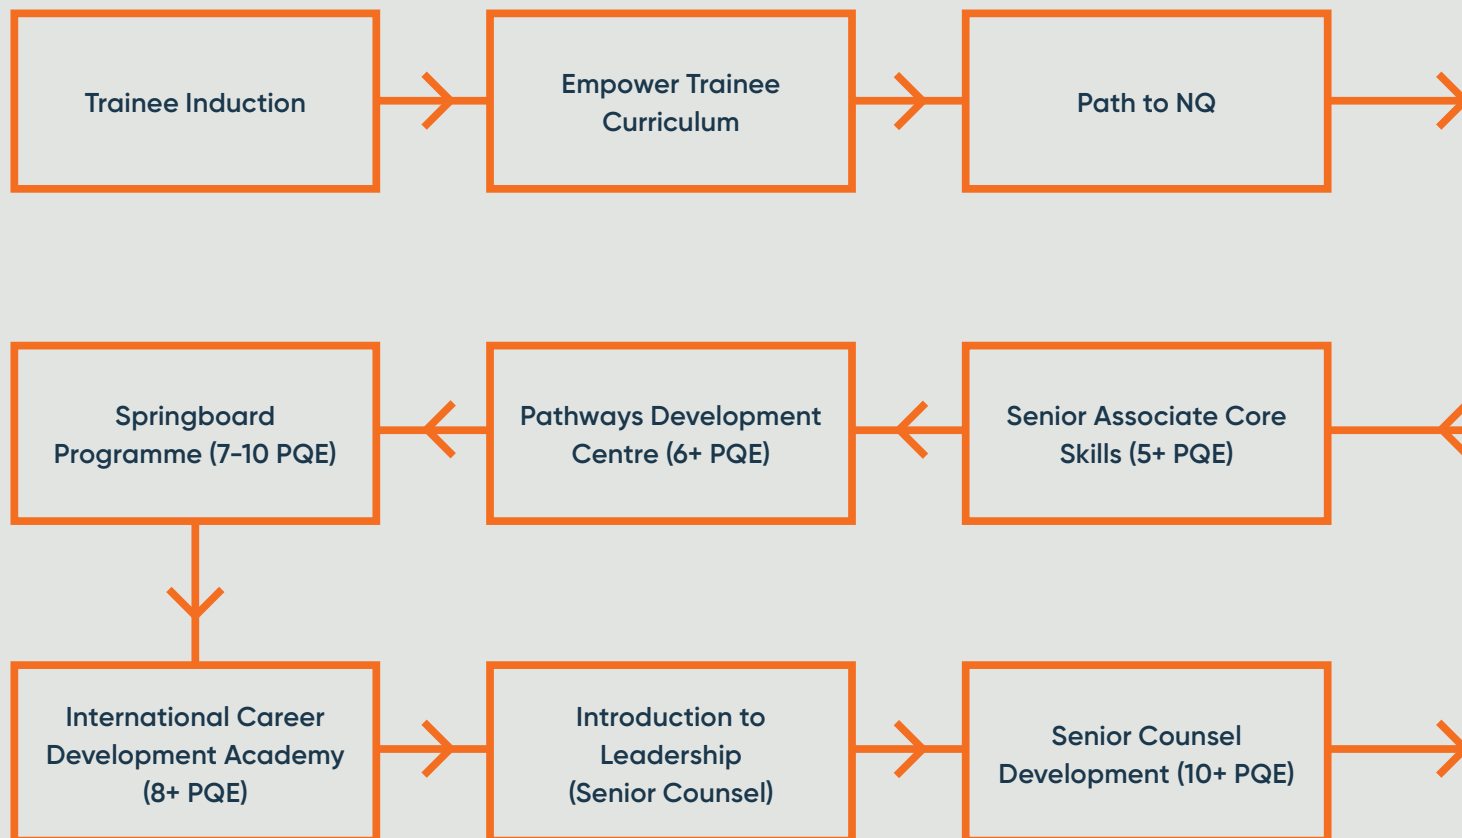 Trainee Induction
Empower Trainee
Curriculum
Path to NQ
Springboard
Programme (7-10 PQE)
Pathways Development
Centre (6+ PQE)
Senior Associate Core
Skills (5+ PQE)
International Career
Development Academy
(8+ PQE)
Introduction to
Leadership
(Senior Counsel)
Senior Counsel
Development (10+ PQE)